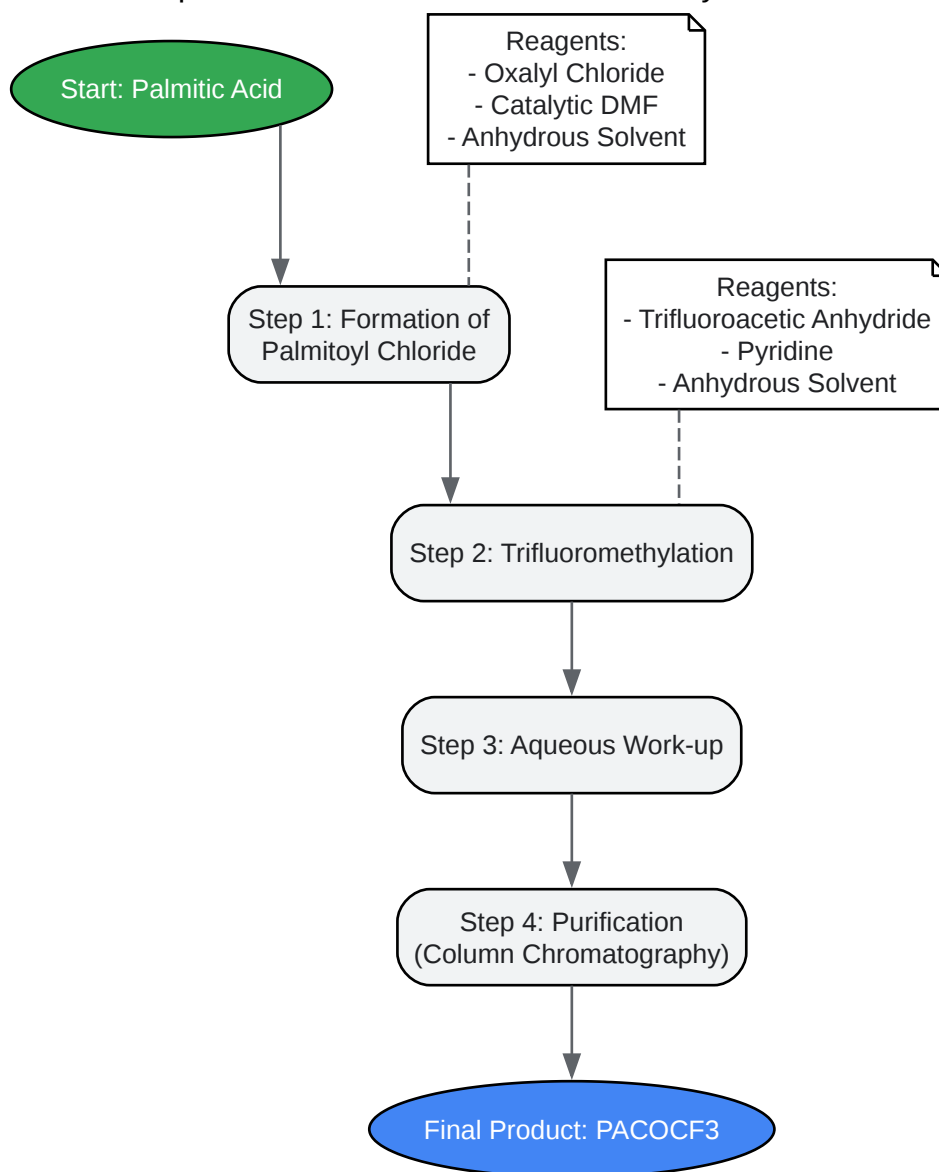 Start: Palmitic Acid
Reagents:
- Oxalyl Chloride
- Catalytic DMF
- Anhydrous Solvent
Step 1: Formation of
Palmitoyl Chloride
Reagents:
- Trifluoroacetic Anhydride
- Pyridine
- Anhydrous Solvent
Step 2: Trifluoromethylation
Step 3: Aqueous Work-up
Step 4: Purification
(Column Chromatography)
Final Product: PACOCF3